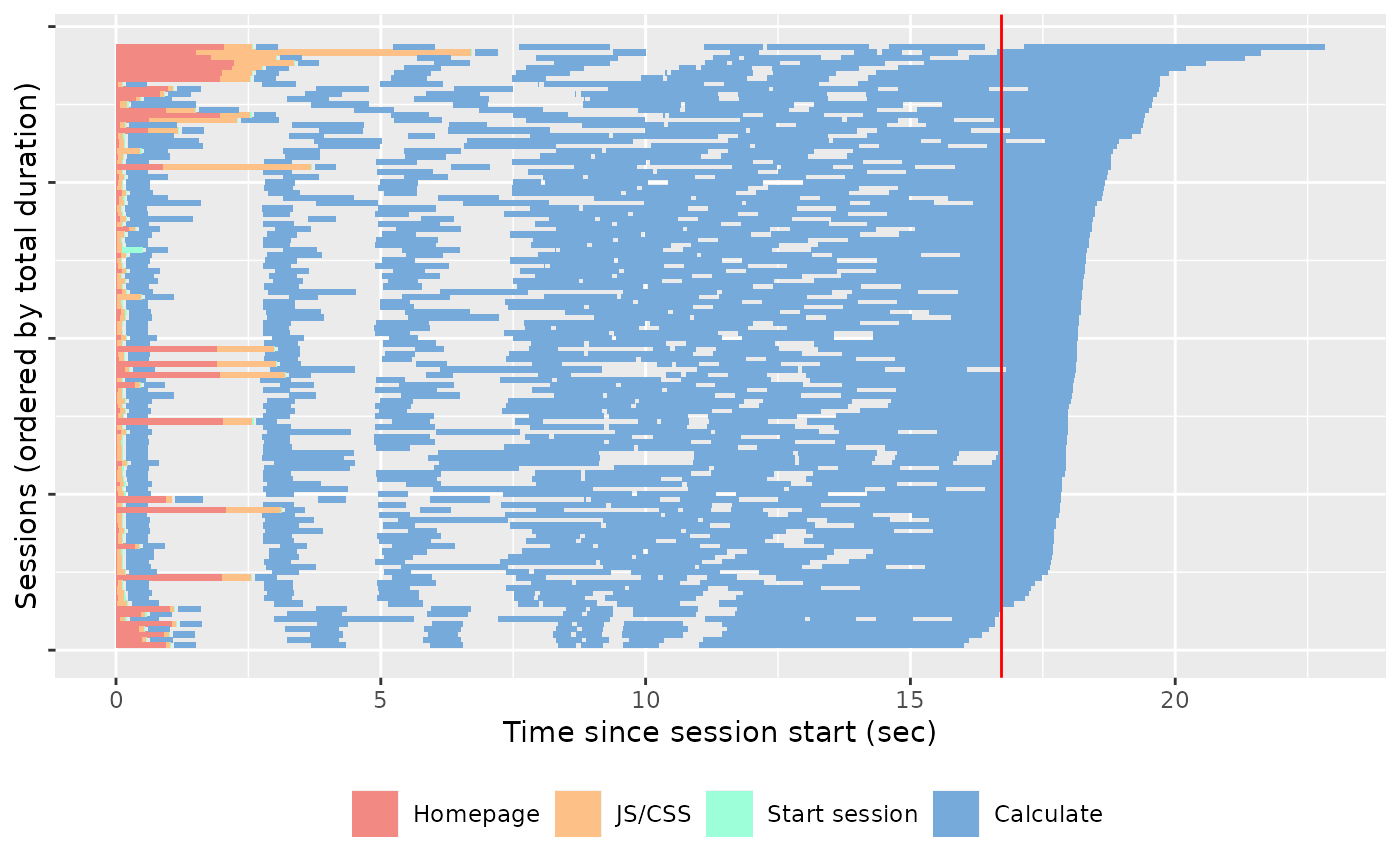 Sessions (ordered by total duration)
0 5 10 15 20
Time since session start (sec)
Homepage JS/CSS Start session Calculate